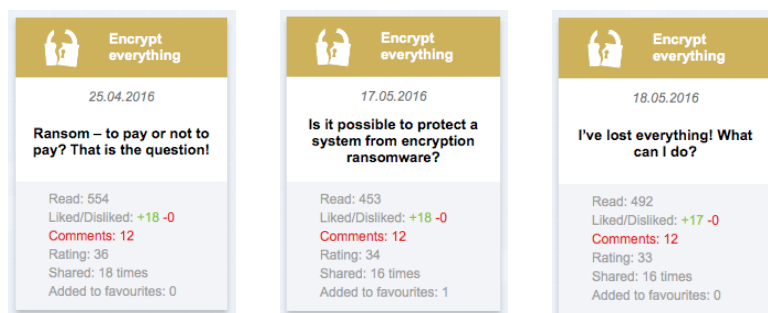 Encrypt
everything
25.04.2016
Ransom – to pay or not to
pay? That is the question!
Read: 554
Liked/Disliked: +18 -0
Comments: 12
Rating: 36
Shared: 18 times
Added to favourites: 0
Encrypt
everything
17.05.2016
Is it possible to protect a
system from encryption
ransomware?
Read: 453
Liked/Disliked: +18 -0
Comments: 12
Rating: 34
Shared: 16 times
Added to favourites: 1
Encrypt
everything
18.05.2016
I've lost everything! What
can I do?
Read: 492
Liked/Disliked: +17 -0
Comments: 12
Rating: 33
Shared: 16 times
Added to favourites: 0